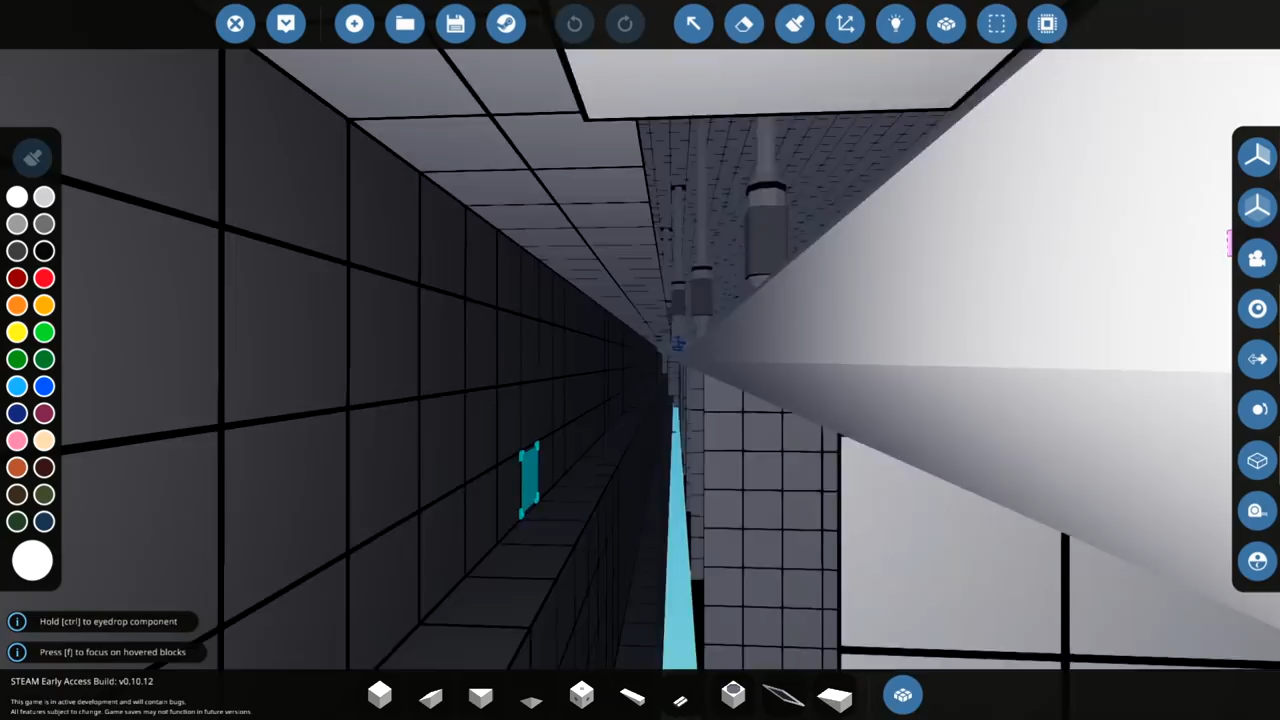 Hold [ctrl] to eyedrop component
Press [f] to focus on hovered blocks
STEAM Early Access Build: v0.10.12
This game is in active development and will contain bugs.
All features subject to change. Game saves may not function in future versions.